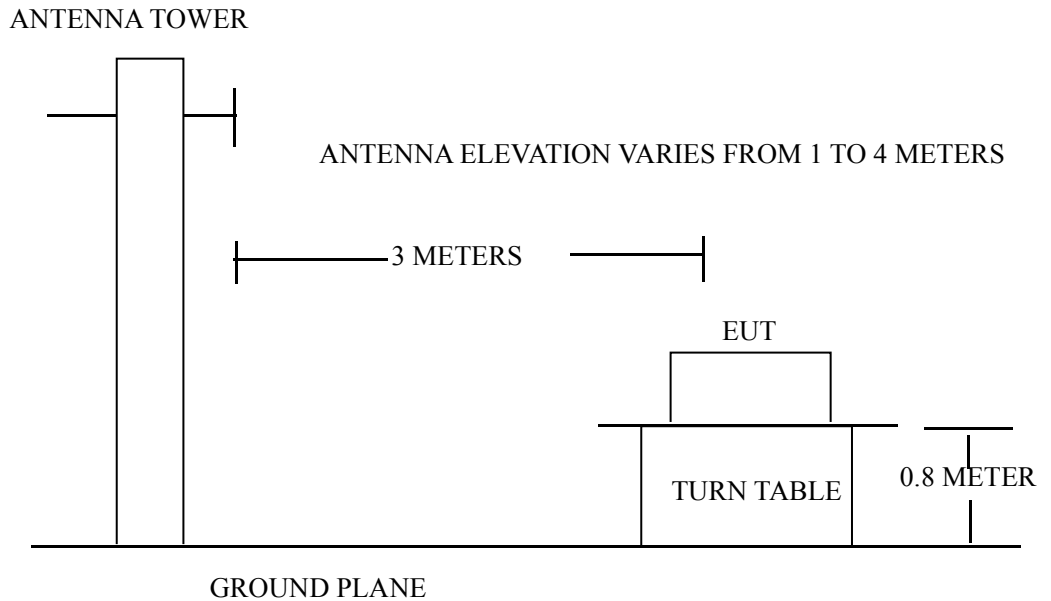 ANTENNA TOWER
ANTENNA ELEVATION VARIES FROM 1 TO 4 METERS
3 METERS
EUT
TURN TABLE
0.8 METER
GROUND PLANE